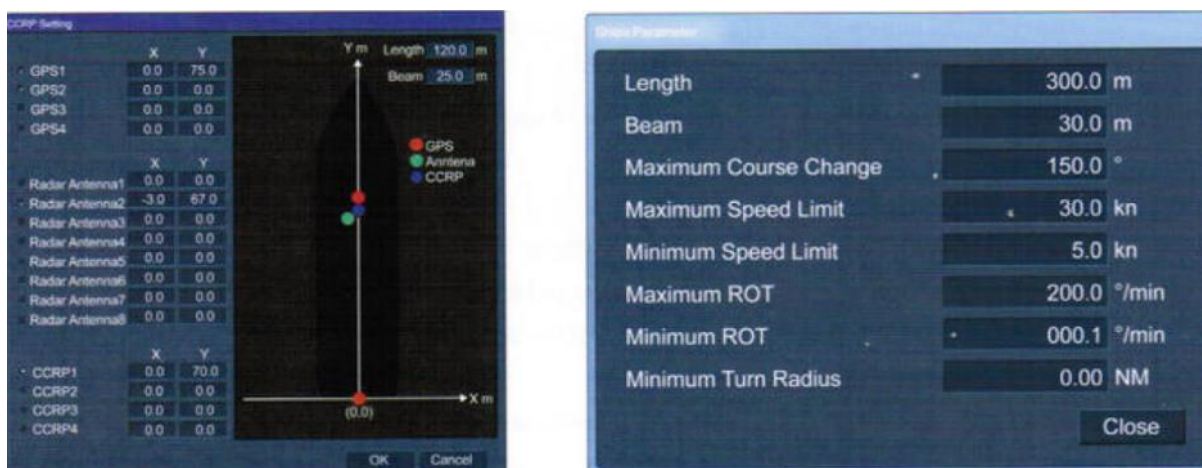 CCRP Setting
X Y
GPS1 0.0 75.0
GPS2 0.0 0.0
GPS3 0.0 0.0
GPS4 0.0 0.0
X Y
Radar Antenna1 0.0 0.0
Radar Antenna2 -3.0 67.0
Radar Antenna3 0.0 0.0
Radar Antenna4 0.0 0.0
Radar Antenna5 0.0 0.0
Radar Antenna6 0.0 0.0
Radar Antenna7 0.0 0.0
Radar Antenna8 0.0 0.0
X Y
CCRP1 0.0 70.0
CCRP2 0.0 0.0
CCRP3 0.0 0.0
CCRP4 0.0 0.0
Y m Length 120.0 m
Beam 25.0 m
GPS
Anntena
CCRP
X m
(0,0)
OK Cancel
Ships Parameter
Length 300.0 m
Beam 30.0 m
Maximum Course Change 150.0 °
Maximum Speed Limit 30.0 kn
Minimum Speed Limit 5.0 kn
Maximum ROT 200.0 °/min
Minimum ROT 000.1 °/min
Minimum Turn Radius 0.00 NM
Close